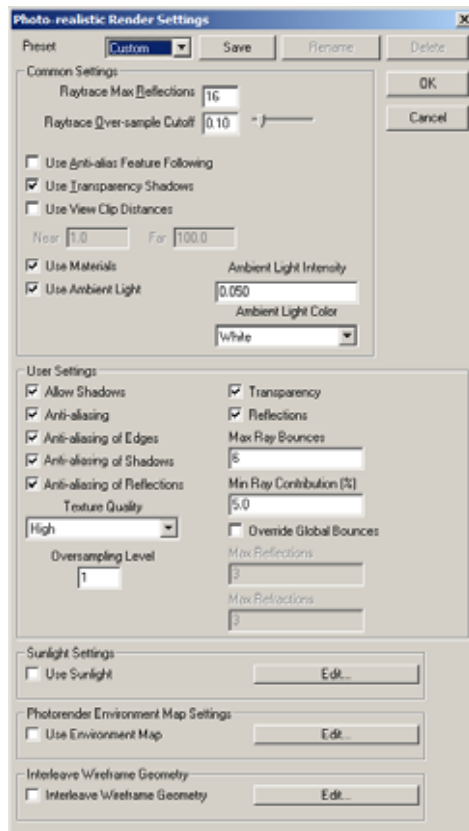 Photo-realistic Render Settings
Preset Custom Save Rename Delete
Common Settings
OK
Raytrace Max Reflections 16
Cancel
Raytrace Over-sample Cutoff 0.10
Use Anti-alias Feature Following
Use Transparency Shadows
Use View Clip Distances
Near 1.0 Far 100.0
Use Materials Ambient Light Intensity
Use Ambient Light 0.050
Ambient Light Color
White
User Settings
Allow Shadows Transparency
Anti-aliasing Reflections
Anti-aliasing of Edges Max Ray Bounces
Anti-aliasing of Shadows 6
Anti-aliasing of Reflections Min Ray Contribution (%)
Texture Quality 5.0
High Override Global Bounces
Oversampling Level Max Reflections
1 3
Max Refractions
3
Sunlight Settings
Use Sunlight Edit...
Photorender Environment Map Settings
Use Environment Map Edit...
Interleave Wireframe Geometry
Interleave Wireframe Geometry Edit...